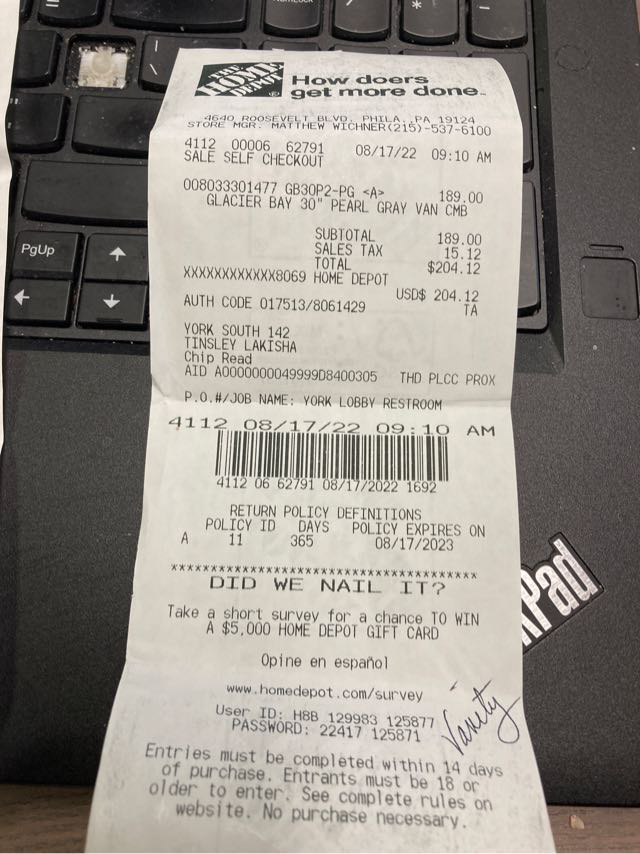 THE
HOME
DEPOT
®
How doers
get more done™
4640 ROOSEVELT BLVD. PHILA.,PA 19124
STORE MGR. MATTHEW WICHNER(215)-537-6100
4112 00006 62791 08/17/22 09:10 AM
SALE SELF CHECKOUT
008033301477 GB30P2-PG <A> 189.00
GLACIER BAY 30" PEARL GRAY VAN CMB
SUBTOTAL 189.00
SALES TAX 15.12
TOTAL $204.12
XXXXXXXXXXXX8069 HOME DEPOT
USD$ 204.12
AUTH CODE 017513/8061429 TA
YORK SOUTH 142
TINSLEY LAKISHA
Chip Read
AID A0000000049999D8400305 THD PLCC PROX
P.O.#/JOB NAME: YORK LOBBY RESTROOM
4112 08/17/22 09:10 AM
4112 06 62791 08/17/2022 1692
RETURN POLICY DEFINITIONS
POLICY ID DAYS POLICY EXPIRES ON
A 11 365 08/17/2023
****************************************
DID WE NAIL IT?
Take a short survey for a chance TO WIN
A $5,000 HOME DEPOT GIFT CARD
Opine en español
www.homedepot.com/survey
User ID: H8B 129983 125877
PASSWORD: 22417 125871
Vanity
Entries must be completed within 14 days
of purchase. Entrants must be 18 or
older to enter. See complete rules on
website. No purchase necessary.
PgUp
Pad